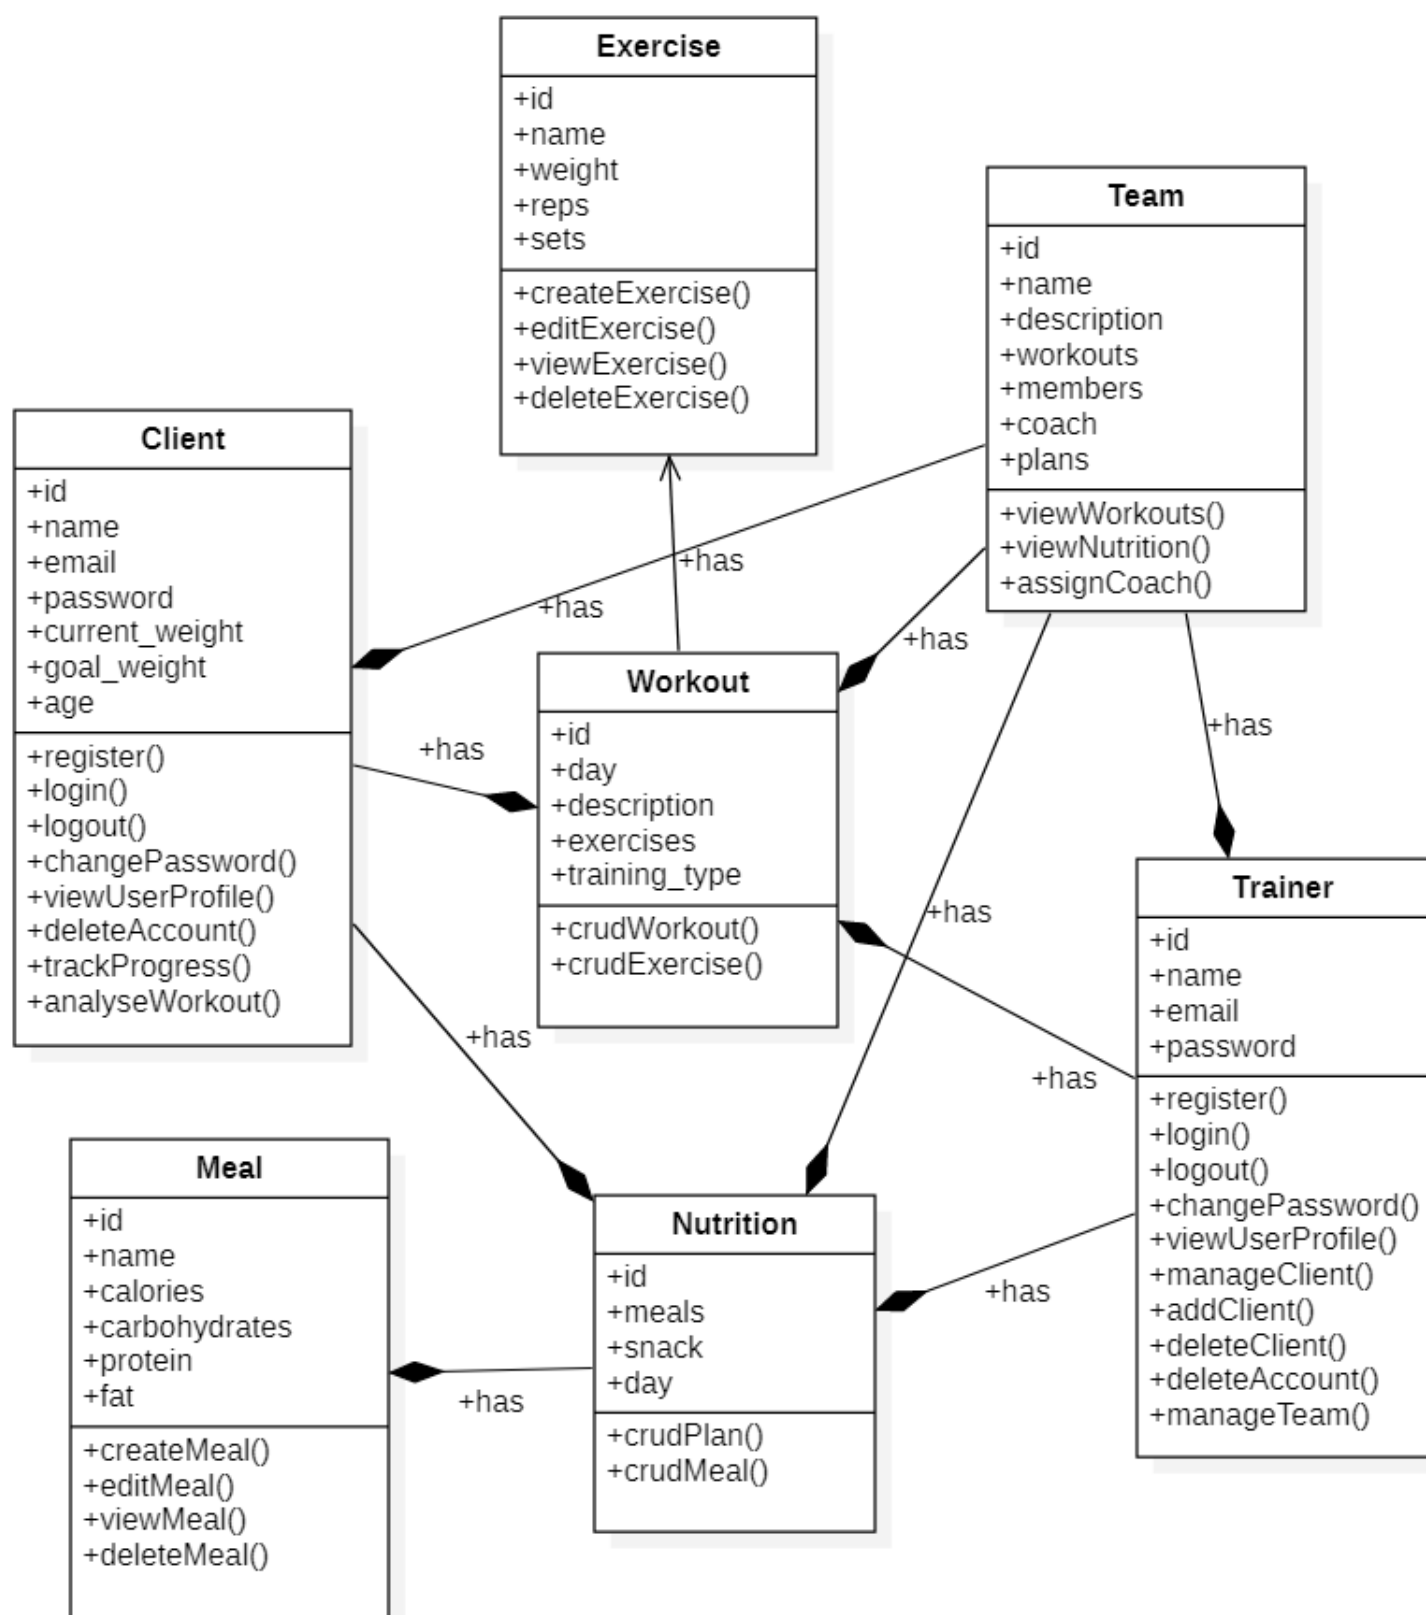 Exercise
+id
+name
+weight
+reps
+sets
+createExercise()
+editExercise()
+viewExercise()
+deleteExercise()
Team
+id
+name
+description
+workouts
+members
+coach
+plans
+viewWorkouts()
+viewNutrition()
+assignCoach()
Client
+id
+name
+email
+password
+current_weight
+goal_weight
+age
+register()
+login()
+logout()
+changePassword()
+viewUserProfile()
+deleteAccount()
+trackProgress()
+analyseWorkout()
+has
+has
+has
+has
+has
Workout
+id
+day
+description
+exercises
+training_type
+crudWorkout()
+crudExercise()
+has
+has
+has
Trainer
+id
+name
+email
+password
+register()
+login()
+logout()
+changePassword()
+viewUserProfile()
+manageClient()
+addClient()
+deleteClient()
+deleteAccount()
+manageTeam()
Meal
+id
+name
+calories
+carbohydrates
+protein
+fat
+createMeal()
+editMeal()
+viewMeal()
+deleteMeal()
+has
Nutrition
+id
+meals
+snack
+day
+crudPlan()
+crudMeal()
+has